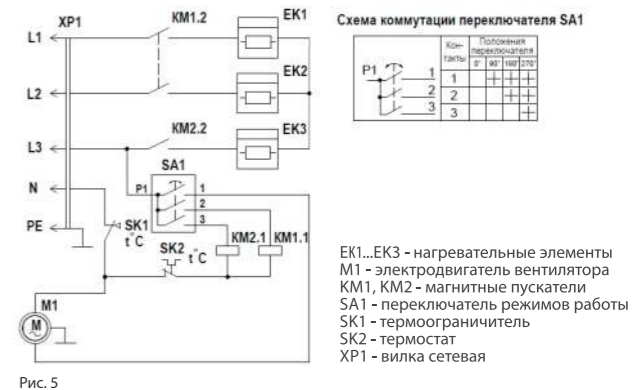 XP1
KM1.2
EK1
L1
EK2
L2
KM2.2
EK3
L3
SA1
N
P1
1
2
3
PE
SK1
t°C
SK2
t°C
KM2.1
KM1.1
M1
M
Рис. 5
Схема коммутации переключателя SA1
Кон-такты
Положения переключателя
0° 90° 180° 270°
P1
1
2
3
1 + + +
2 + +
3 +
EK1...EK3 - нагревательные элементы
M1 - электродвигатель вентилятора
KM1, KM2 - магнитные пускатели
SA1 - переключатель режимов работы
SK1 - термоограничитель
SK2 - термостат
XP1 - вилка сетевая